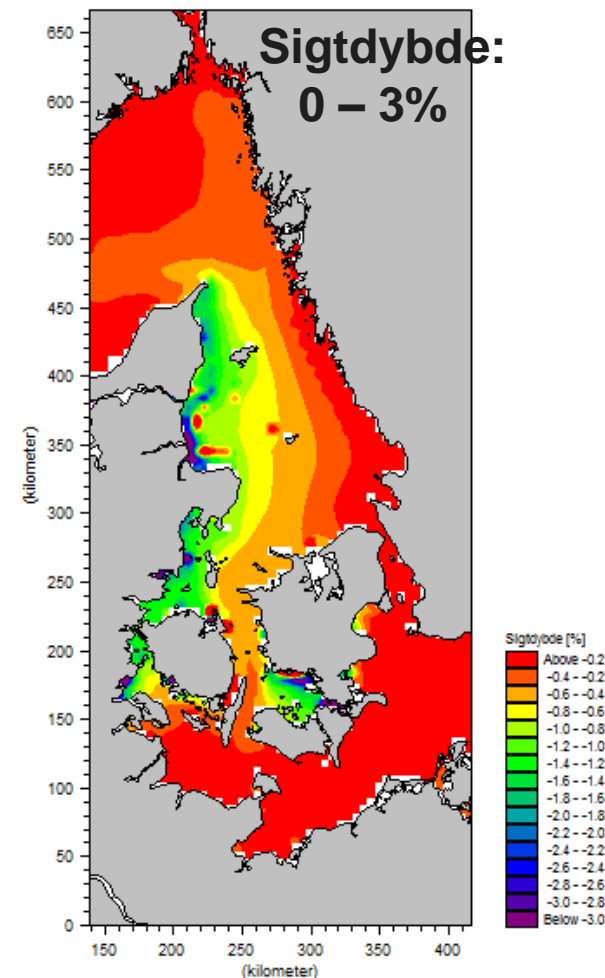 Sigtdybde:
0 – 3%
650
600
550
500
450
400
350
300
250
200
150
100
50
0
(kilometer)
150 200 250 300 350 400
(kilometer)
Sigtdybde [%]
Above -0.2
-0.4 - -0.2
-0.6 - -0.4
-0.8 - -0.6
-1.0 - -0.8
-1.2 - -1.0
-1.4 - -1.2
-1.6 - -1.4
-1.8 - -1.6
-2.0 - -1.8
-2.2 - -2.0
-2.4 - -2.2
-2.6 - -2.4
-2.8 - -2.6
-3.0 - -2.8
Below -3.0